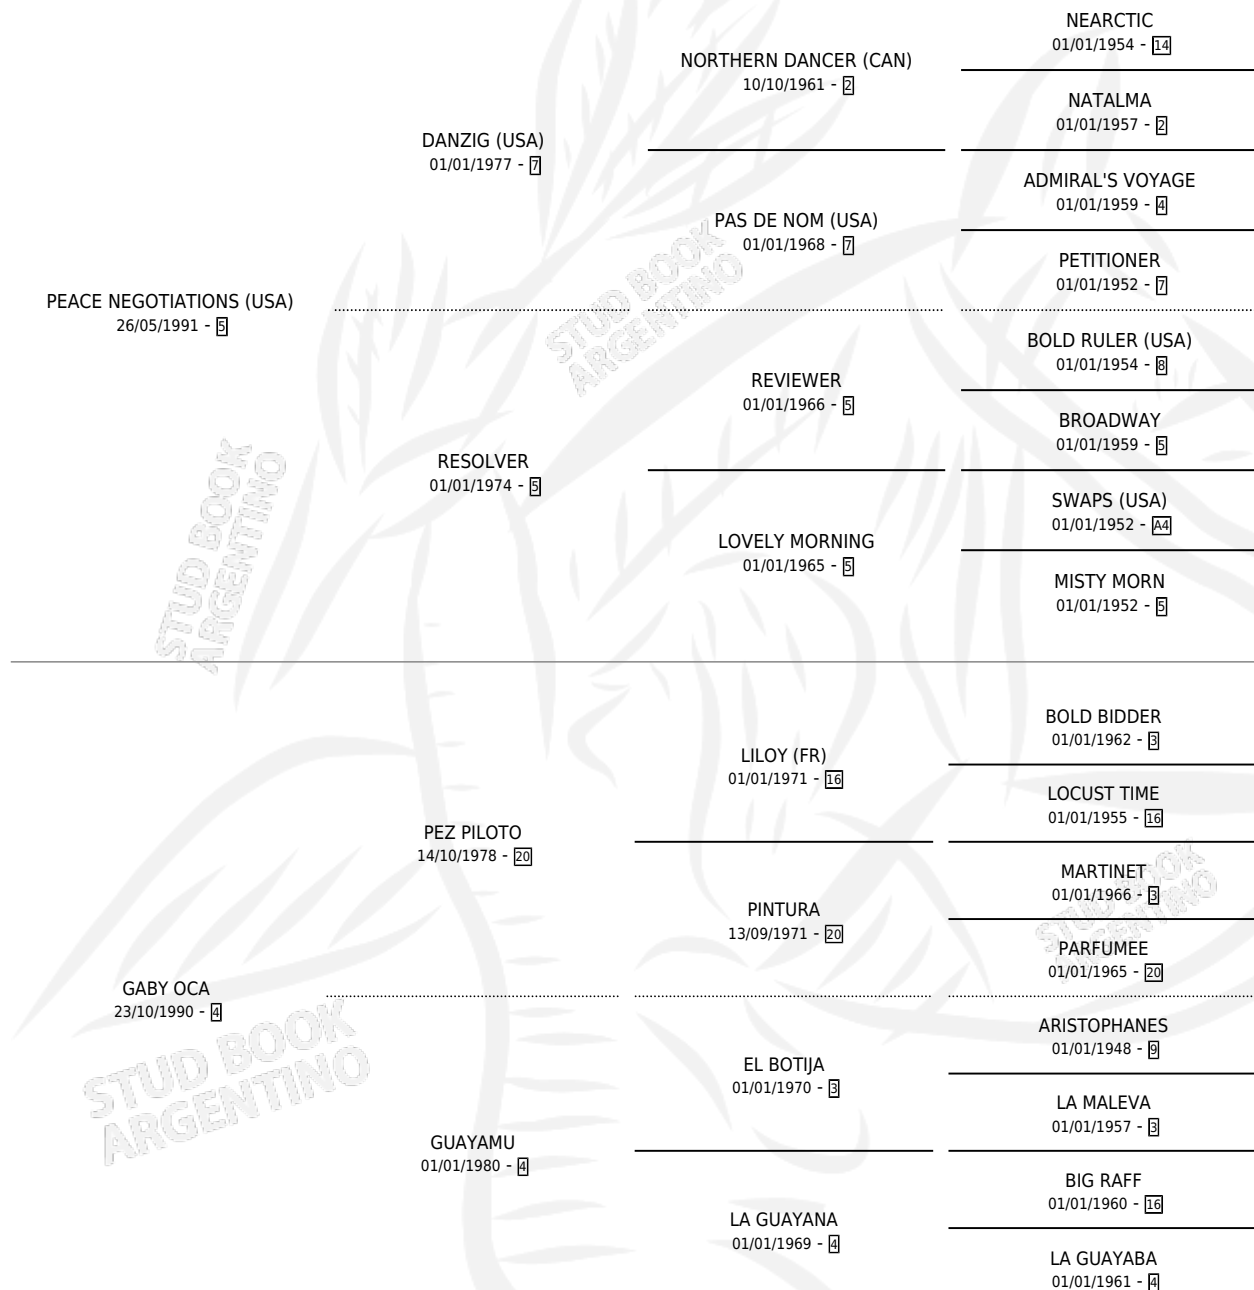 NEARCTIC
01/01/1954 - 14
NORTHERN DANCER (CAN)
10/10/1961 - 2
NATALMA
01/01/1957 - 2
DANZIG (USA)
01/01/1977 - 7
ADMIRAL'S VOYAGE
01/01/1959 - 4
PAS DE NOM (USA)
01/01/1968 - 7
PETITIONER
01/01/1952 - 7
PEACE NEGOTIATIONS (USA)
26/05/1991 - 5
BOLD RULER (USA)
01/01/1954 - 8
REVIEWER
01/01/1966 - 5
BROADWAY
01/01/1959 - 5
RESOLVER
01/01/1974 - 5
SWAPS (USA)
01/01/1952 - A4
LOVELY MORNING
01/01/1965 - 5
MISTY MORN
01/01/1952 - 5
BOLD BIDDER
01/01/1962 - 3
LILOY (FR)
01/01/1971 - 16
LOCUST TIME
01/01/1955 - 16
PEZ PILOTO
14/10/1978 - 20
MARTINET
01/01/1966 - 3
PINTURA
13/09/1971 - 20
PARFUMEE
01/01/1965 - 20
GABY OCA
23/10/1990 - 4
ARISTOPHANES
01/01/1948 - 9
EL BOTIJA
01/01/1970 - 3
LA MALEVA
01/01/1957 - 3
GUAYAMU
01/01/1980 - 4
BIG RAFF
01/01/1960 - 16
LA GUAYANA
01/01/1969 - 4
LA GUAYABA
01/01/1961 - 4
STUD BOOK
ARGENTINO
STUD BOOK
ARGENTINO
STUD BOOK
ARGENTINO
STUD BOOK
ARGENTINO